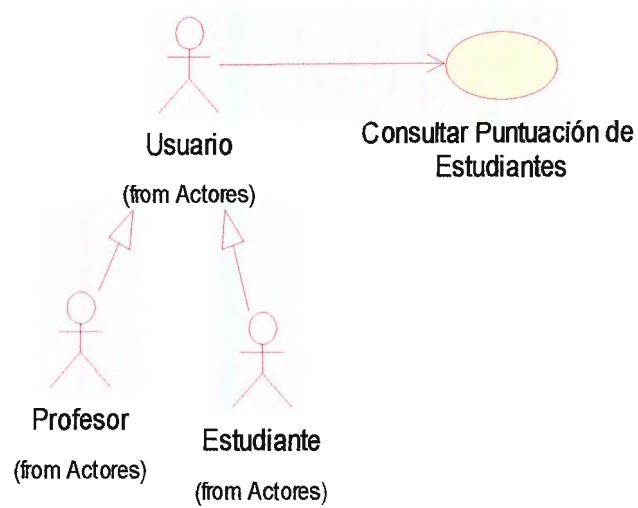 Usuario
(from Actores)
Consultar Puntuación de
Estudiantes
Profesor
(from Actores)
Estudiante
(from Actores)